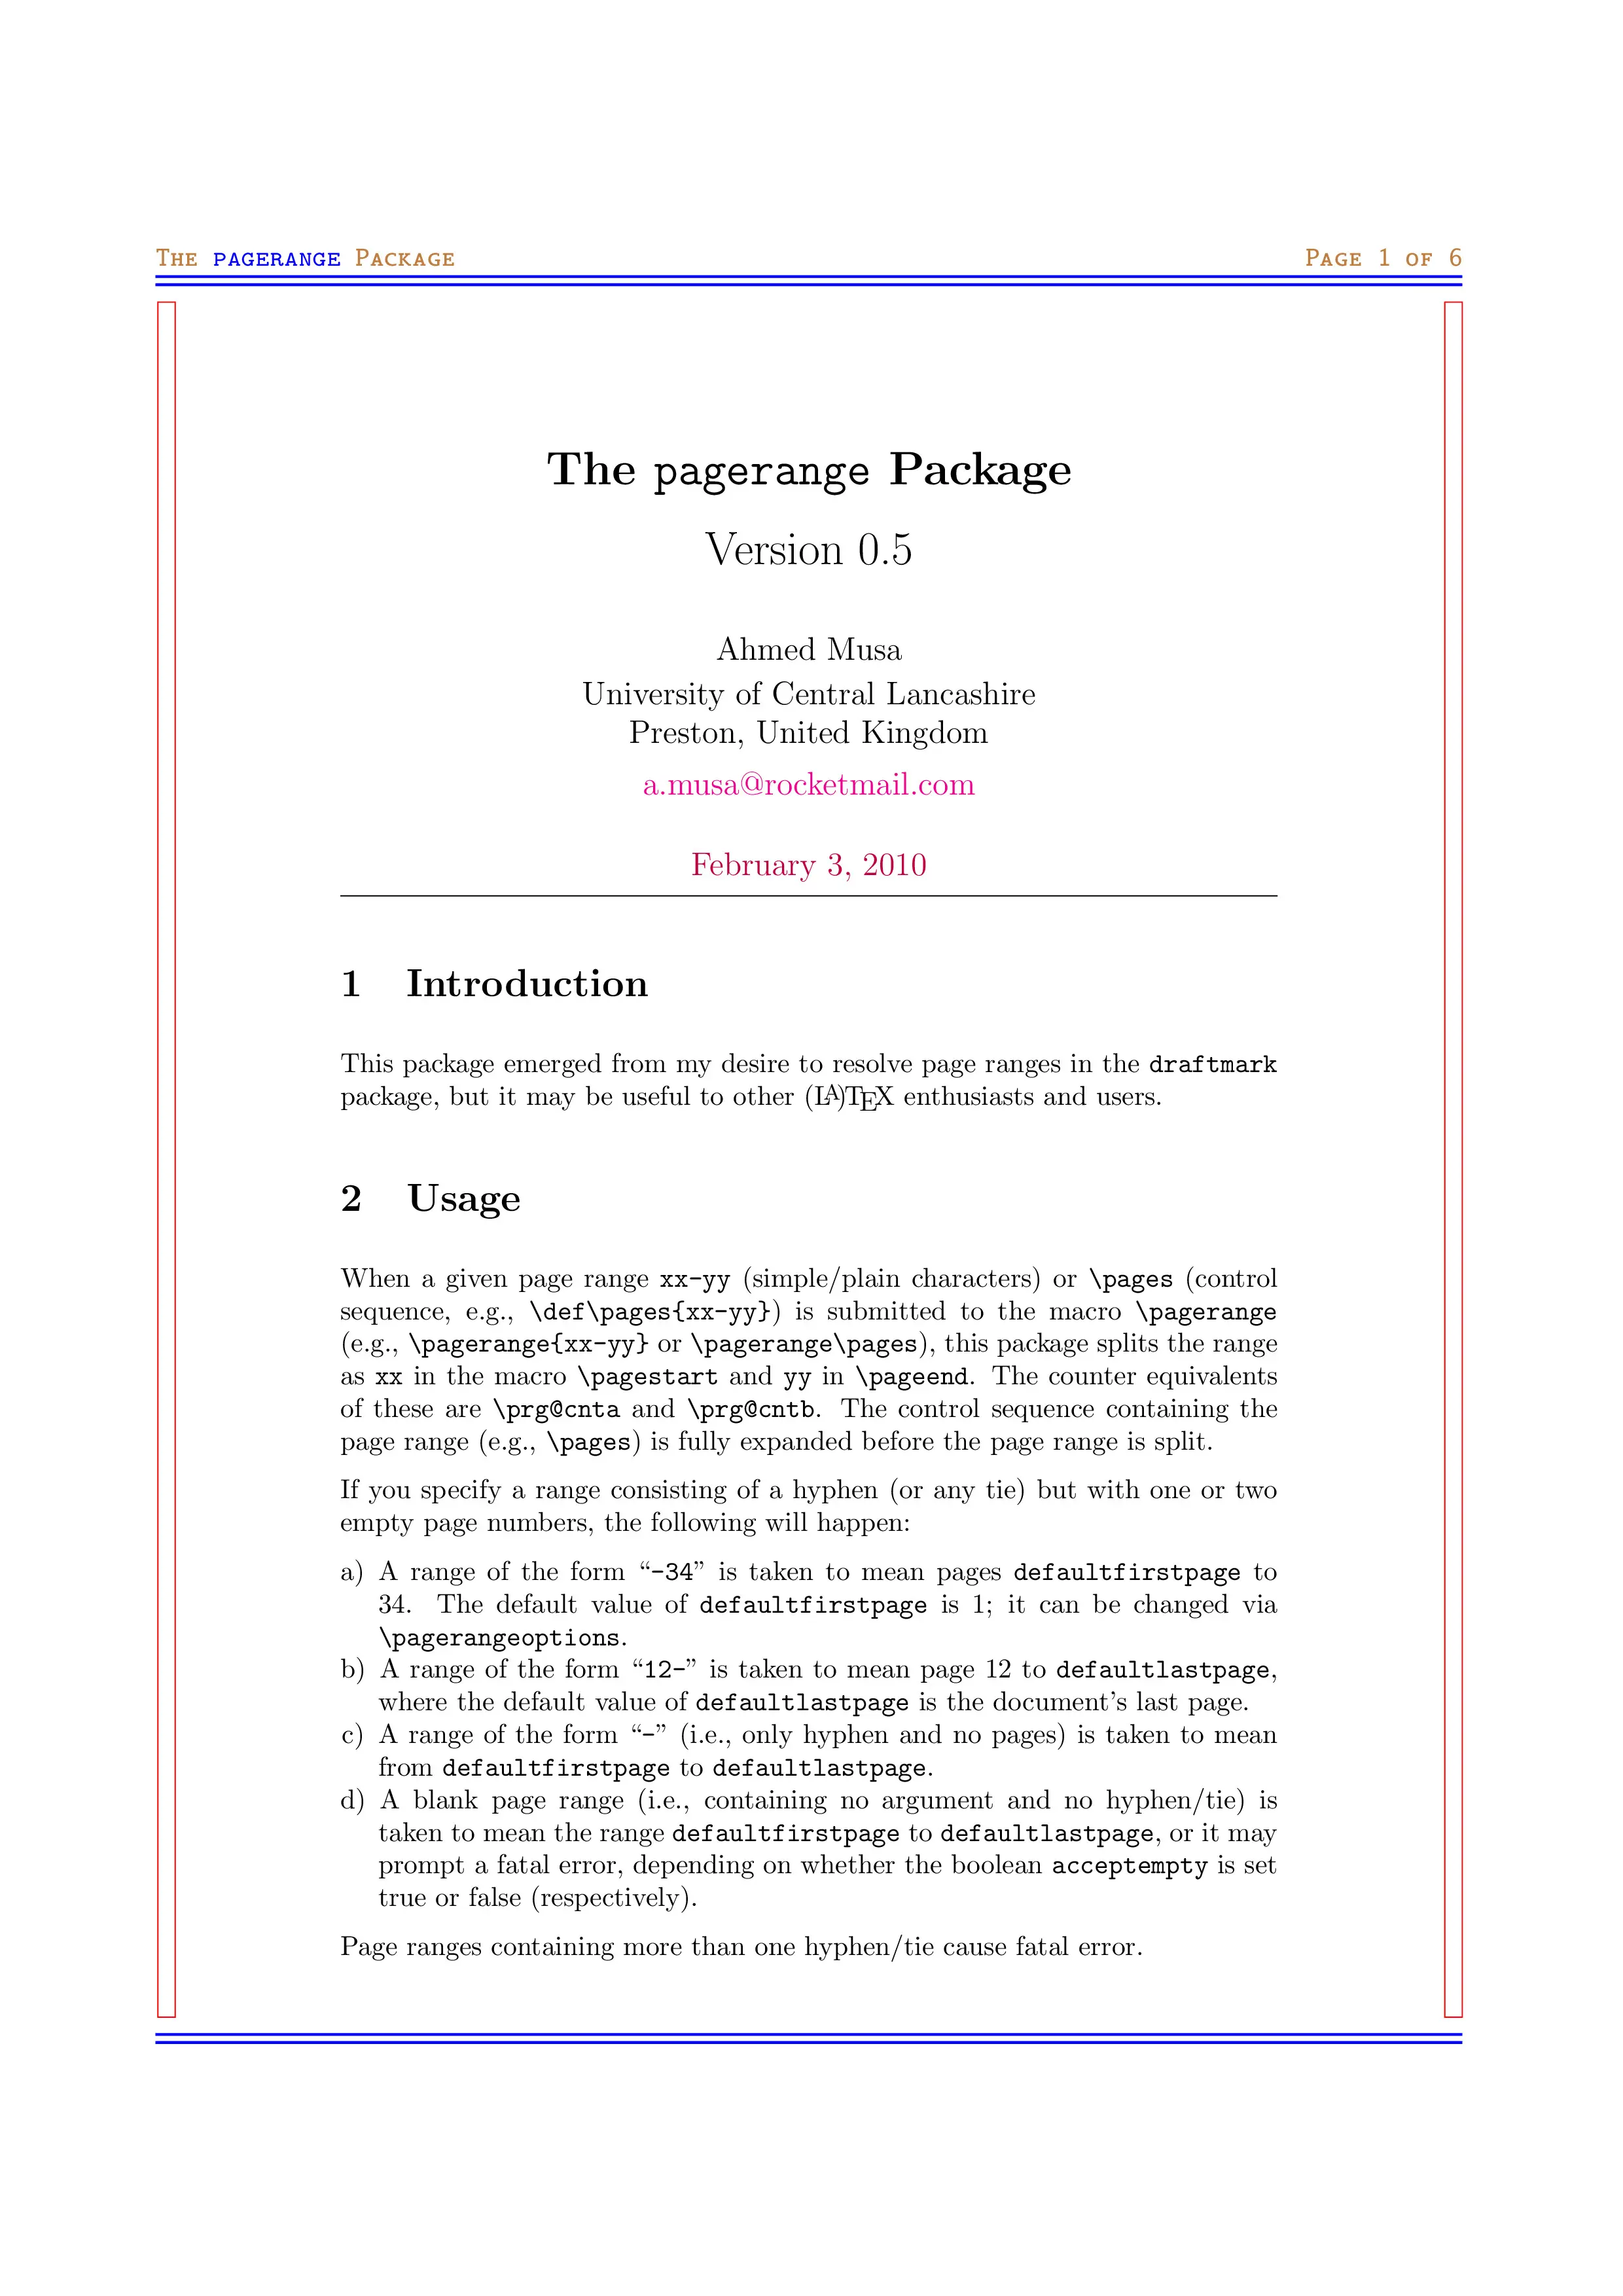 The pagerange Package Page 1 of 6
The pagerange Package
Version 0.5
Ahmed Musa
University of Central Lancashire
Preston, United Kingdom
a.musa@rocketmail.com
February 3, 2010
1 Introduction
This package emerged from my desire to resolve page ranges in the draftmark
package, but it may be useful to other (LA)TEX enthusiasts and users.
2 Usage
When a given page range xx-yy (simple/plain characters) or \pages (control
sequence, e.g., \def\pages{xx-yy}) is submitted to the macro \pagerange
(e.g., \pagerange{xx-yy} or \pagerange\pages), this package splits the range
as xx in the macro \pagestart and yy in \pageend. The counter equivalents
of these are \prg@cnta and \prg@cntb. The control sequence containing the
page range (e.g., \pages) is fully expanded before the page range is split.
If you specify a range consisting of a hyphen (or any tie) but with one or two
empty page numbers, the following will happen:
a) A range of the form “-34” is taken to mean pages defaultfirstpage to
34. The default value of defaultfirstpage is 1; it can be changed via
\pagerangeoptions.
b) A range of the form “12-” is taken to mean page 12 to defaultlastpage,
where the default value of defaultlastpage is the document’s last page.
c) A range of the form “-” (i.e., only hyphen and no pages) is taken to mean
from defaultfirstpage to defaultlastpage.
d) A blank page range (i.e., containing no argument and no hyphen/tie) is
taken to mean the range defaultfirstpage to defaultlastpage, or it may
prompt a fatal error, depending on whether the boolean acceptempty is set
true or false (respectively).
Page ranges containing more than one hyphen/tie cause fatal error.